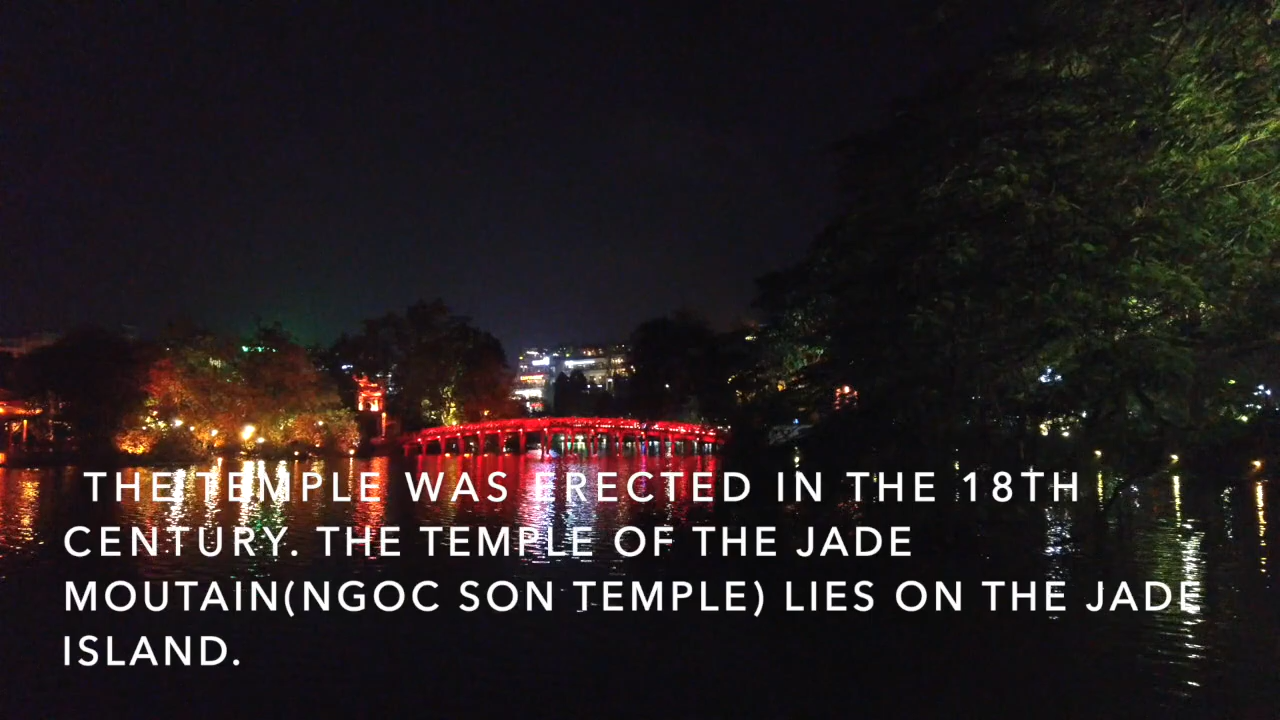 THE TEMPLE WAS ERECTED IN THE 18TH
CENTURY. THE TEMPLE OF THE JADE
MOUTAIN(NGOC SON TEMPLE) LIES ON THE JADE
ISLAND.